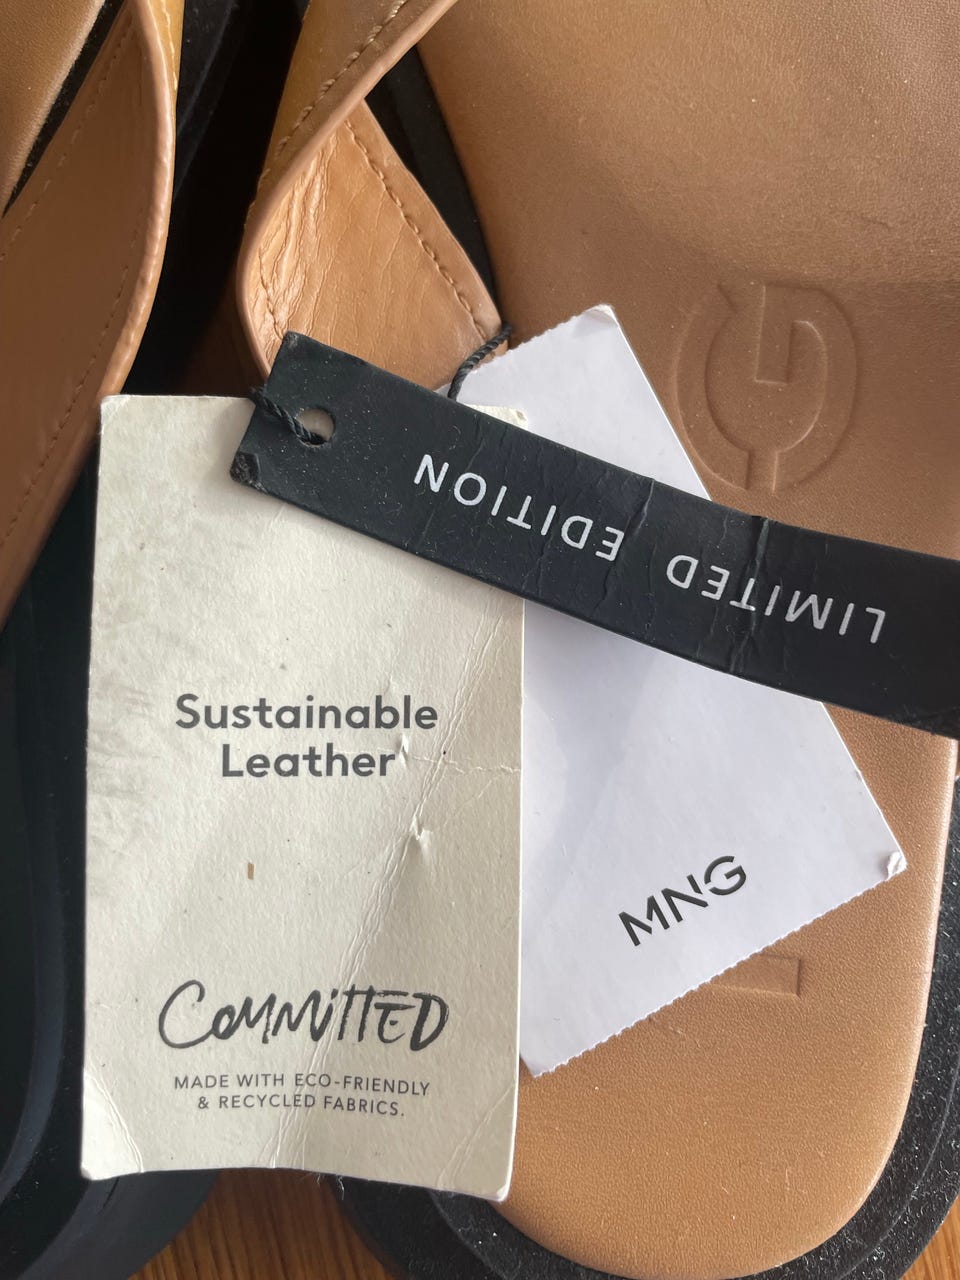 LIMITED EDITION
Sustainable
Leather
MNG
COMMITTED
MADE WITH ECO-FRIENDLY
& RECYCLED FABRICS.